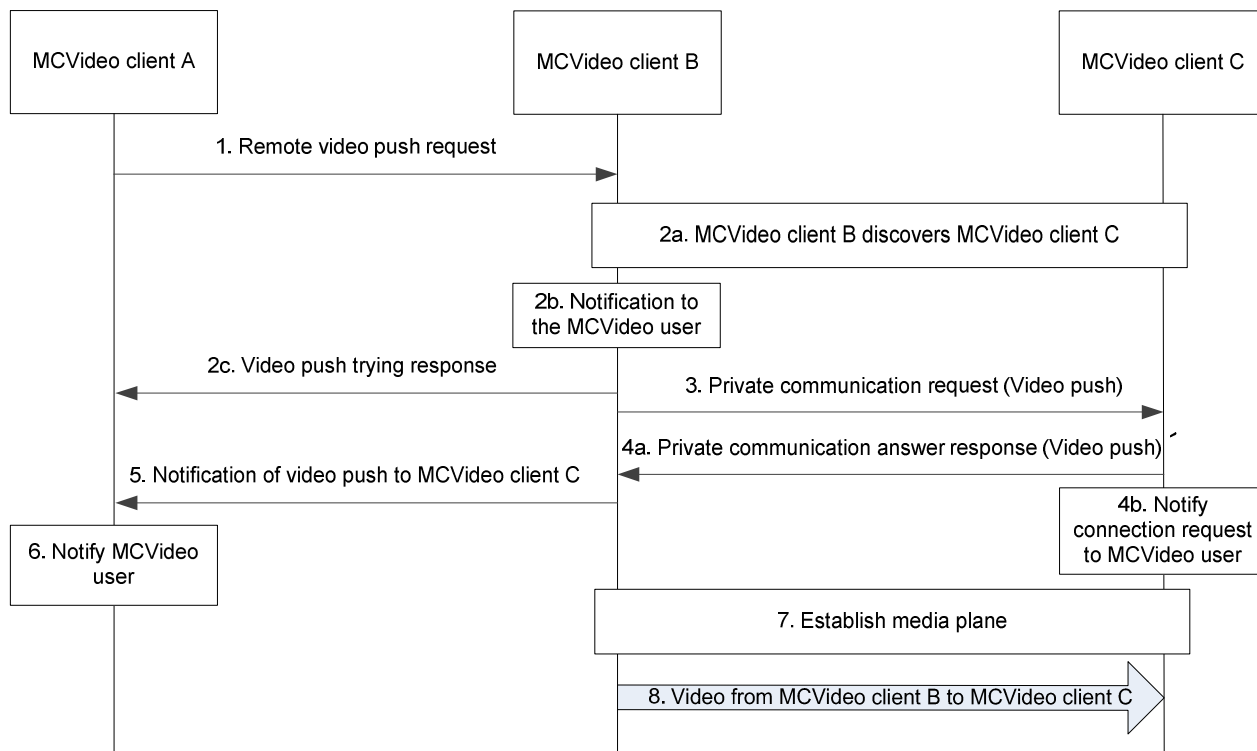 MCVideo client A
MCVideo client B
MCVideo client C
1. Remote video push request
2a. MCVideo client B discovers MCVideo client C
2b. Notification to
the MCVideo user
2c. Video push trying response
3. Private communication request (Video push)
4a. Private communication answer response (Video push)
5. Notification of video push to MCVideo client C
4b. Notify
connection request
to MCVideo user
6. Notify MCVideo
user
7. Establish media plane
8. Video from MCVideo client B to MCVideo client C